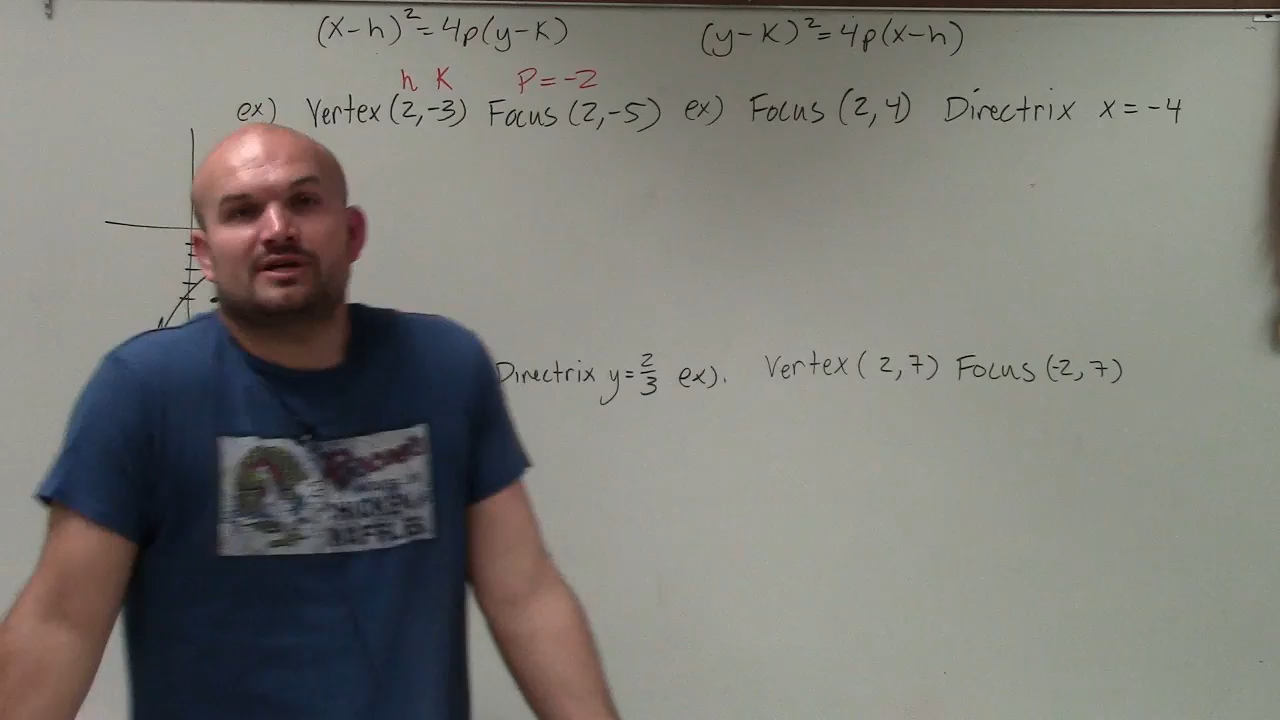 (x-h)²=4p(y-K) (y-K)²=4p(x-h)
h K P=-2
ex) Vertex (2,-3) Focus (2,-5) ex) Focus (2,4) Directrix x=-4
Directrix y=2/3 ex). Vertex (2,7) Focus (-2,7)